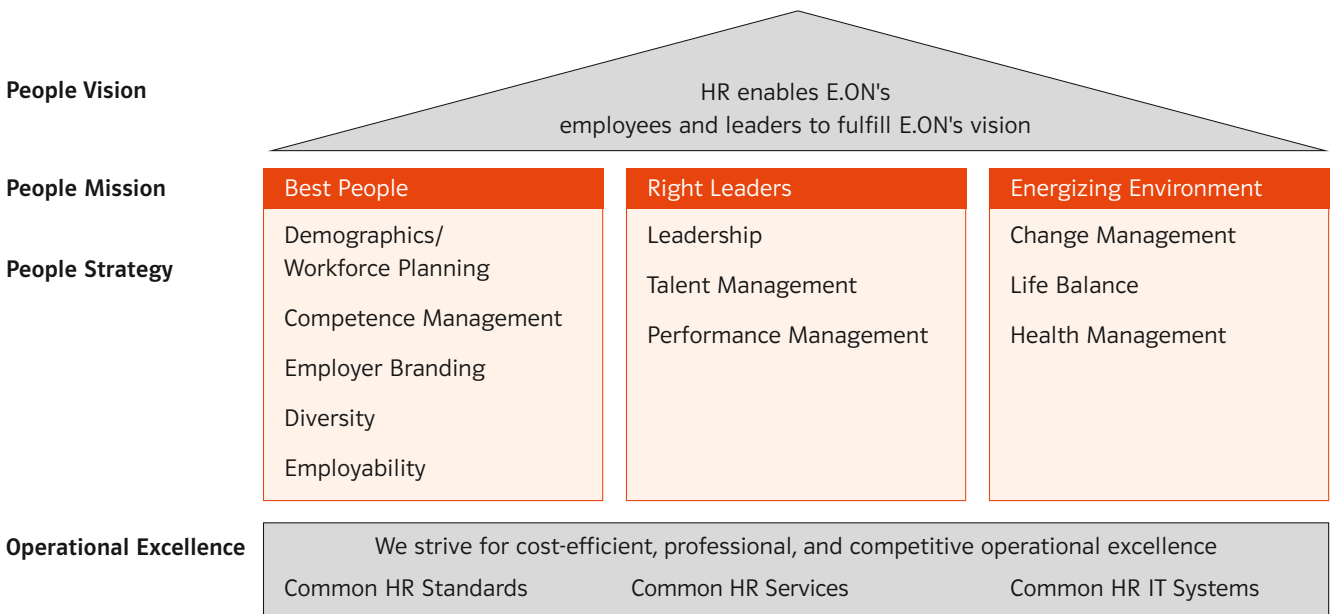 People Vision
HR enables E.ON's
employees and leaders to fulfill E.ON's vision
People Mission
Best People
Right Leaders
Energizing Environment
People Strategy
Demographics/
Workforce Planning
Competence Management
Employer Branding
Diversity
Employability
Leadership
Talent Management
Performance Management
Change Management
Life Balance
Health Management
Operational Excellence
We strive for cost-efficient, professional, and competitive operational excellence
Common HR Standards
Common HR Services
Common HR IT Systems